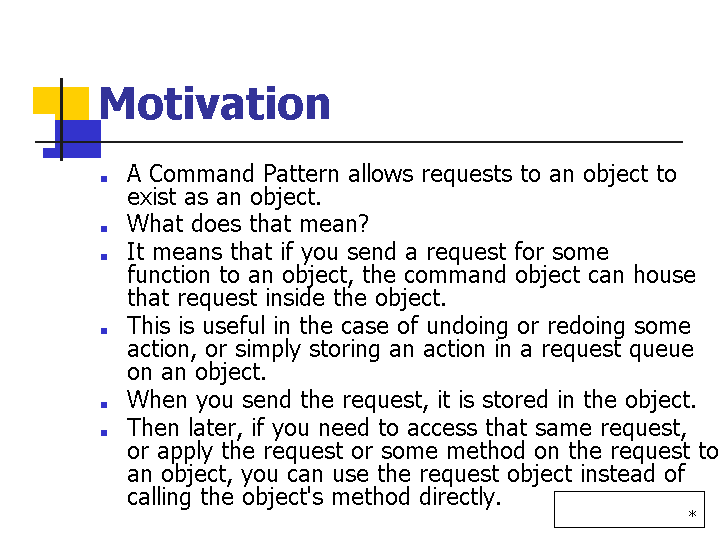 Motivation
A Command Pattern allows requests to an object to
exist as an object.
What does that mean?
It means that if you send a request for some
function to an object, the command object can house
that request inside the object.
This is useful in the case of undoing or redoing some
action, or simply storing an action in a request queue
on an object.
When you send the request, it is stored in the object.
Then later, if you need to access that same request,
or apply the request or some method on the request to
an object, you can use the request object instead of
calling the object's method directly.
*